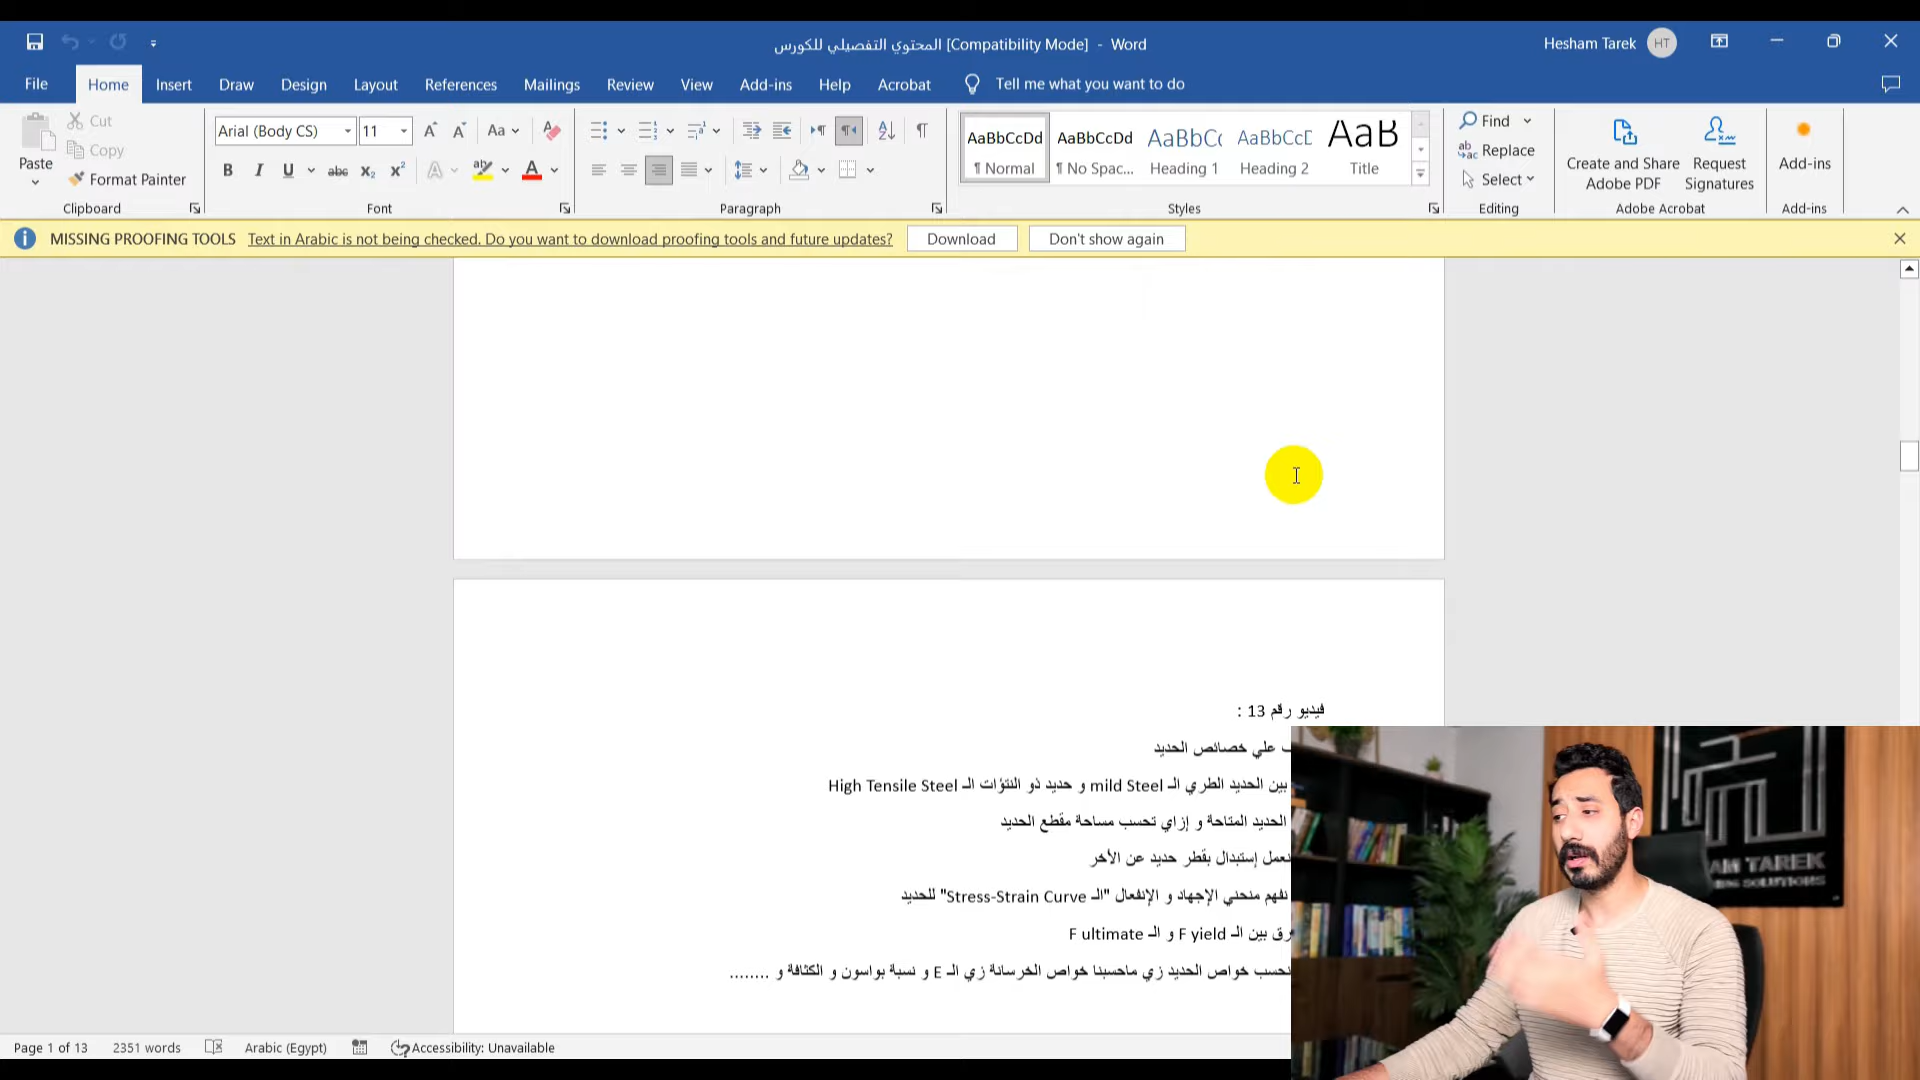 المحتوي التفصيلي للكورس [Compatibility Mode] - Word
Hesham Tarek HT
File Home Insert Draw Design Layout References Mailings Review View Add-ins Help Acrobat Tell me what you want to do
Paste
Cut
Copy
Format Painter
Clipboard
Arial (Body CS) 11
Font
Paragraph
AaBbCcDd AaBbCcDd AaBbC AaBbCc AaB
¶ Normal ¶ No Spac... Heading 1 Heading 2 Title
Styles
Find
Replace
Select
Editing
Create and Share Adobe PDF
Request Signatures
Adobe Acrobat
Add-ins
Add-ins
MISSING PROOFING TOOLS Text in Arabic is not being checked. Do you want to download proofing tools and future updates? Download Don't show again
فيديو رقم 13 :
علي خصائص الحديد
بين الحديد الطري الـ mild Steel و حديد ذو النتؤات الـ High Tensile Steel
الحديد المتاحة و إزاي تحسب مساحة مقطع الحديد
نعمل إستبدال بقطر حديد عن الأخر
نفهم منحني الإجهاد و الإنفعال "الـ Stress-Strain Curve" للحديد
بين الـ F yield و الـ F ultimate
نحسب خواص الحديد زي ماحسبنا خواص الخرسانة زي الـ E و نسبة بواسون و الكثافة و ........
AM TAREK
Page 1 of 13 2351 words Arabic (Egypt) Accessibility: Unavailable